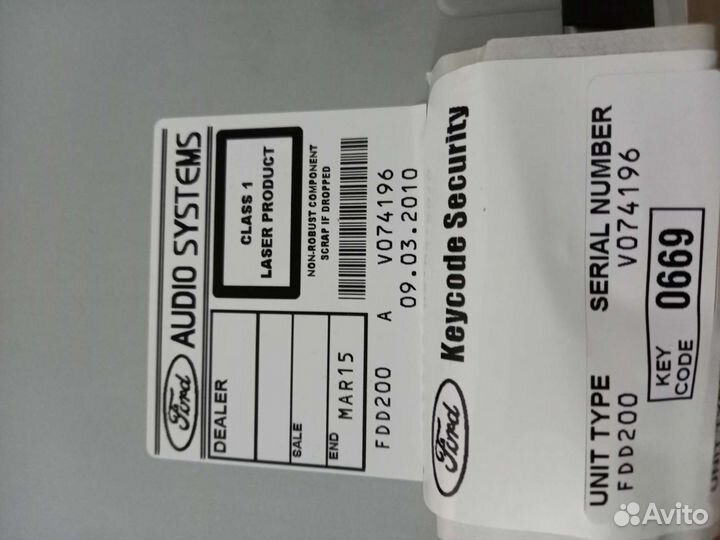 Ford AUDIO SYSTEMS
DEALER
SALE
END MAR15
CLASS 1
LASER PRODUCT
NON-ROBUST COMPONENT
SCRAP IF DROPPED
FDD200 A V074196
09.03.2010
Ford Keycode Security
UNIT TYPE SERIAL NUMBER
FDD200 V074196
KEY
CODE
0669
Avito